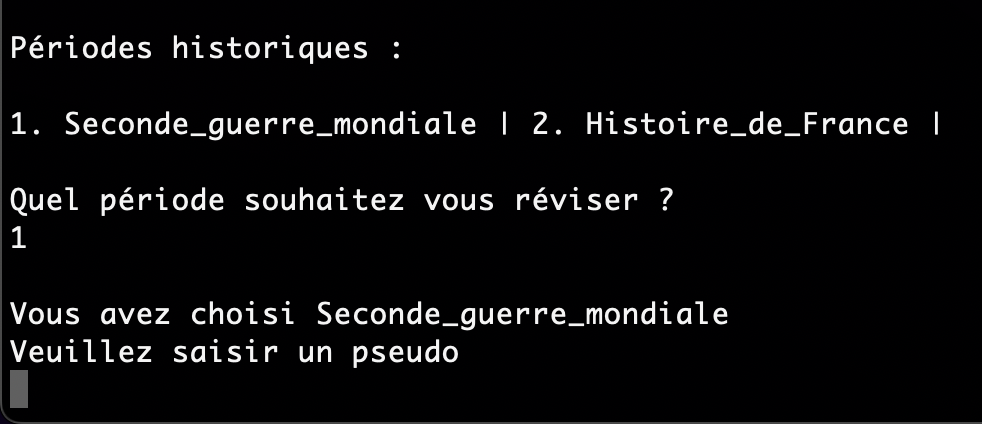 Périodes historiques :
1. Seconde_guerre_mondiale | 2. Histoire_de_France |
Quel période souhaitez vous réviser ?
1
Vous avez choisi Seconde_guerre_mondiale
Veuillez saisir un pseudo